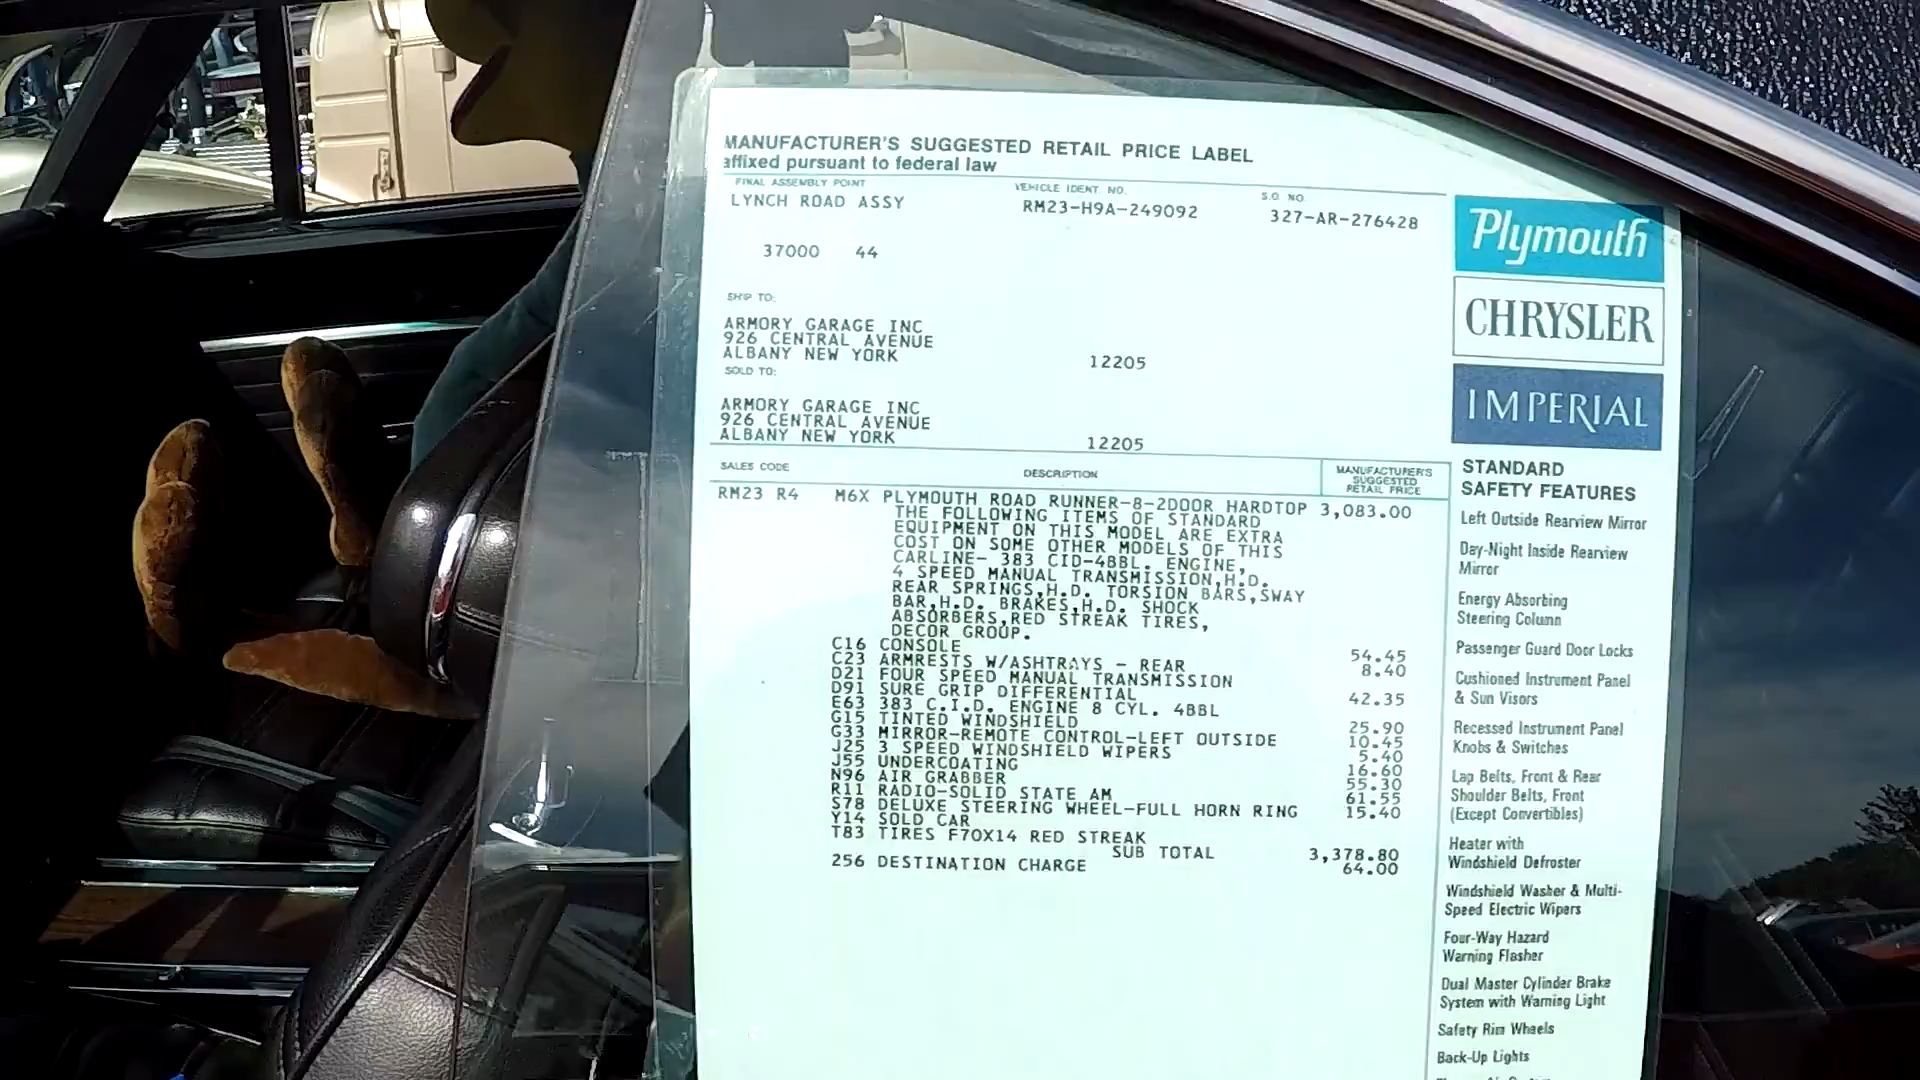 MANUFACTURER'S SUGGESTED RETAIL PRICE LABEL
affixed pursuant to federal law
FINAL ASSEMBLY POINT VEHICLE IDENT. NO. S.O. NO.
LYNCH ROAD ASSY RM23-H9A-249092 327-AR-276428
37000 44
SHIP TO:
ARMORY GARAGE INC
926 CENTRAL AVENUE
ALBANY NEW YORK 12205
SOLD TO:
ARMORY GARAGE INC
926 CENTRAL AVENUE
ALBANY NEW YORK 12205
SALES CODE DESCRIPTION MANUFACTURER'S SUGGESTED RETAIL PRICE
RM23 R4 M6X PLYMOUTH ROAD RUNNER-8-2DOOR HARDTOP 3,083.00
THE FOLLOWING ITEMS OF STANDARD
EQUIPMENT ON THIS MODEL ARE EXTRA
COST ON SOME OTHER MODELS OF THIS
CARLINE- 383 CID-4BBL. ENGINE,
4 SPEED MANUAL TRANSMISSION,H.D.
REAR SPRINGS,H.D. TORSION BARS,SWAY
BAR,H.D. BRAKES,H.D. SHOCK
ABSORBERS,RED STREAK TIRES,
DECOR GROUP.
C16 CONSOLE 54.45
C23 ARMRESTS W/ASHTRAYS - REAR 8.40
D21 FOUR SPEED MANUAL TRANSMISSION
D91 SURE GRIP DIFFERENTIAL 42.35
E63 383 C.I.D. ENGINE 8 CYL. 4BBL
G15 TINTED WINDSHIELD 25.90
G33 MIRROR-REMOTE CONTROL-LEFT OUTSIDE 10.45
J25 3 SPEED WINDSHIELD WIPERS 5.40
J55 UNDERCOATING 16.60
N96 AIR GRABBER 55.30
R11 RADIO-SOLID STATE AM 61.55
S78 DELUXE STEERING WHEEL-FULL HORN RING 15.40
Y14 SOLD CAR
T83 TIRES F70X14 RED STREAK
SUB TOTAL 3,378.80
256 DESTINATION CHARGE 64.00
Plymouth
CHRYSLER
IMPERIAL
STANDARD
SAFETY FEATURES
Left Outside Rearview Mirror
Day-Night Inside Rearview
Mirror
Energy Absorbing
Steering Column
Passenger Guard Door Locks
Cushioned Instrument Panel
& Sun Visors
Recessed Instrument Panel
Knobs & Switches
Lap Belts, Front & Rear
Shoulder Belts, Front
(Except Convertibles)
Heater with
Windshield Defroster
Windshield Washer & Multi-
Speed Electric Wipers
Four-Way Hazard
Warning Flasher
Dual Master Cylinder Brake
System with Warning Light
Safety Rim Wheels
Back-Up Lights